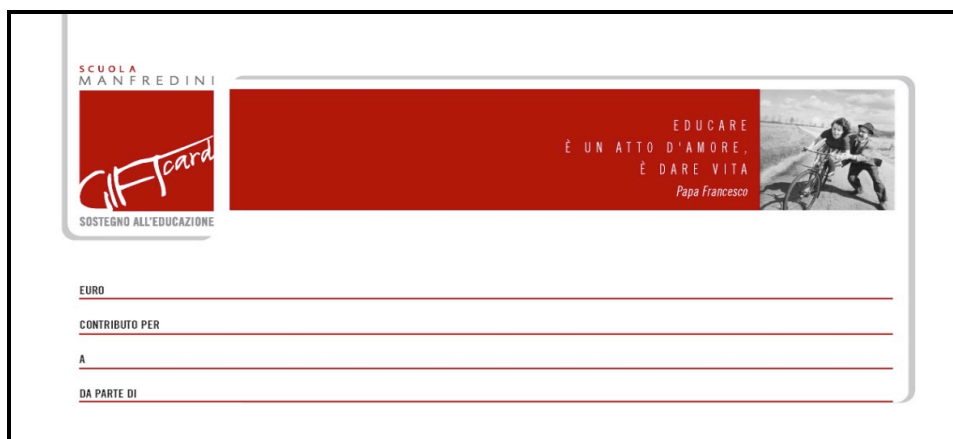 SCUOLA
MANFREDINI
GIFTcard
SOSTEGNO ALL'EDUCAZIONE
EDUCARE
È UN ATTO D'AMORE,
È DARE VITA
Papa Francesco
EURO
CONTRIBUTO PER
A
DA PARTE DI